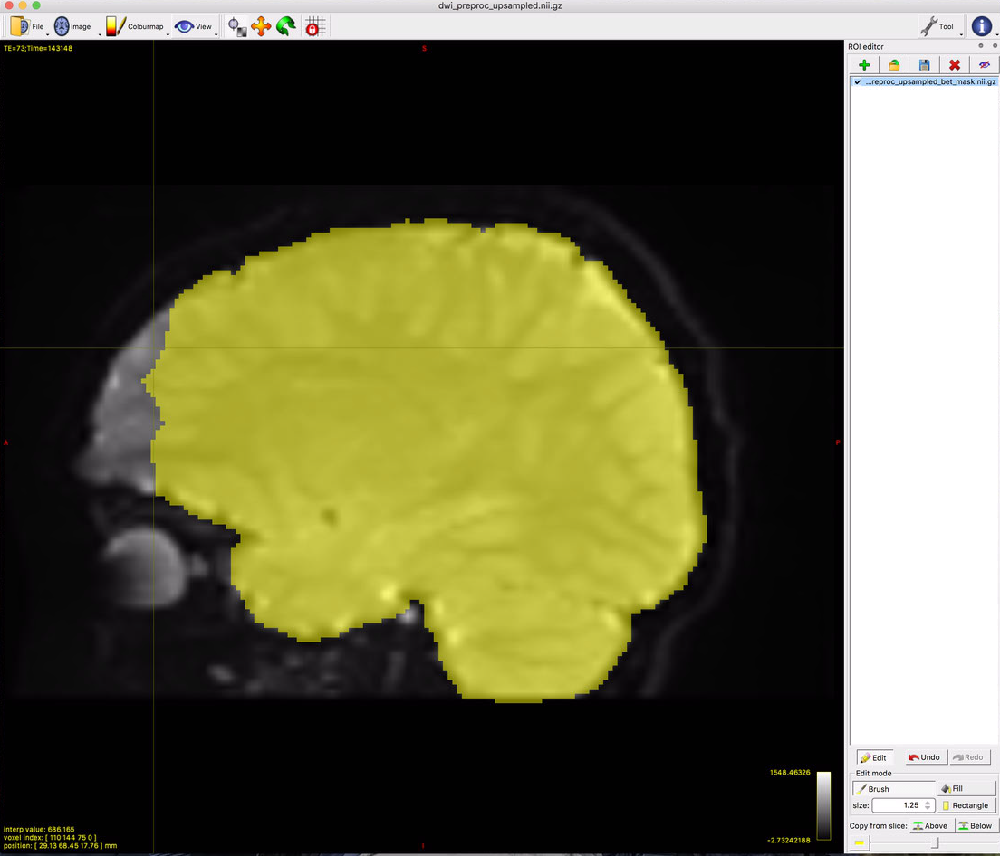 dwi_preproc_upsampled.nii.gz
File Image Colourmap View Tool
TE=73;Time=143148
S
ROI editor
...reproc_upsampled_bet_mask.nii.gz
A
P
Edit Undo Redo
Edit mode
Brush Fill
size: 1.25 Rectangle
Copy from slice: Above Below
1548.46326
-2.73242188
interp value: 686.165
voxel index: [ 110 144 75 0 ]
position: [ 29.13 68.45 17.76 ] mm
I